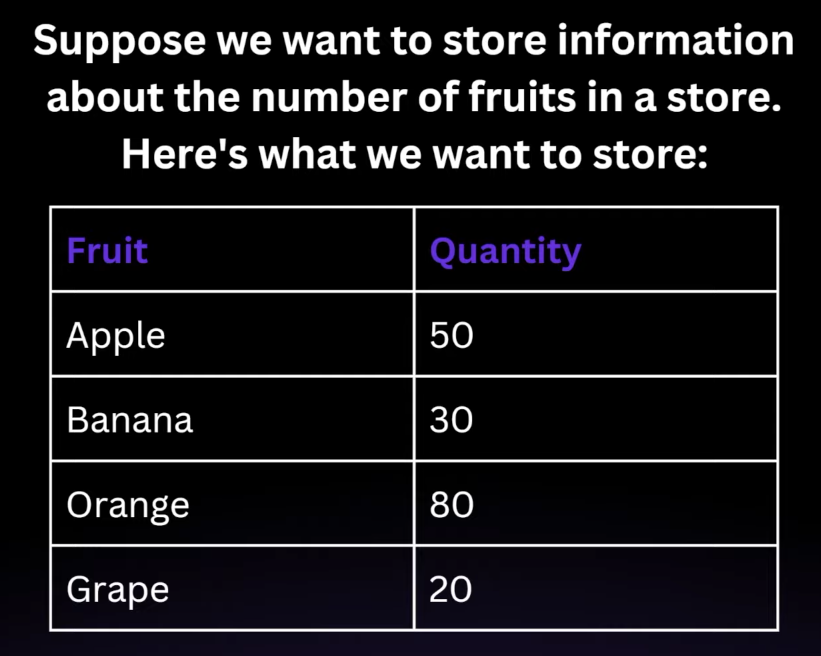 Suppose we want to store information
about the number of fruits in a store.
Here's what we want to store:
Fruit Quantity
Apple 50
Banana 30
Orange 80
Grape 20